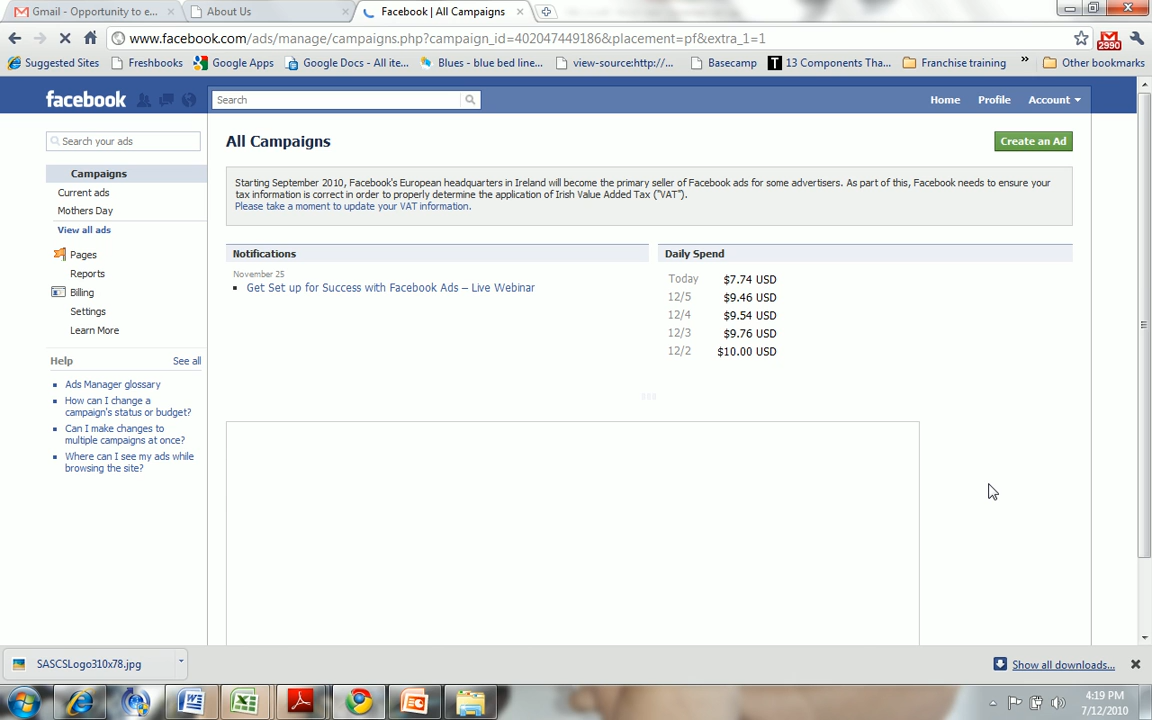 Gmail - Opportunity to e...
About Us
Facebook | All Campaigns
www.facebook.com/ads/manage/campaigns.php?campaign_id=402047449186&placement=pf&extra_1=1
2990
Suggested Sites
Freshbooks
Google Apps
Google Docs - All ite...
Blues - blue bed line...
view-source:http://...
Basecamp
13 Components Tha...
Franchise training
»
Other bookmarks
facebook
Search
Home
Profile
Account
Search your ads
All Campaigns
Create an Ad
Campaigns
Current ads
Mothers Day
View all ads
Pages
Reports
Billing
Settings
Learn More
Help
See all
Ads Manager glossary
How can I change a
campaign's status or budget?
Can I make changes to
multiple campaigns at once?
Where can I see my ads while
browsing the site?
Starting September 2010, Facebook's European headquarters in Ireland will become the primary seller of Facebook ads for some advertisers. As part of this, Facebook needs to ensure your
tax information is correct in order to properly determine the application of Irish Value Added Tax ("VAT").
Please take a moment to update your VAT information.
Notifications
November 25
Get Set up for Success with Facebook Ads – Live Webinar
Daily Spend
Today $7.74 USD
12/5 $9.46 USD
12/4 $9.54 USD
12/3 $9.76 USD
12/2 $10.00 USD
SASCSLogo310x78.jpg
Show all downloads...
4:19 PM
7/12/2010